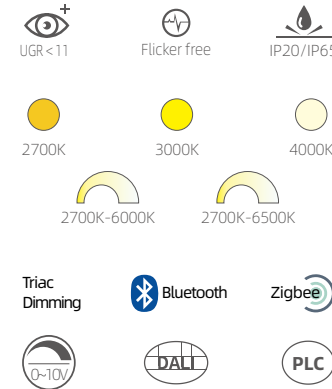 UGR<11
Flicker free
IP20/IP65
2700K
3000K
4000K
2700K-6000K
2700K-6500K
Triac
Dimming
Bluetooth
Zigbee
0~10V
DALI
PLC